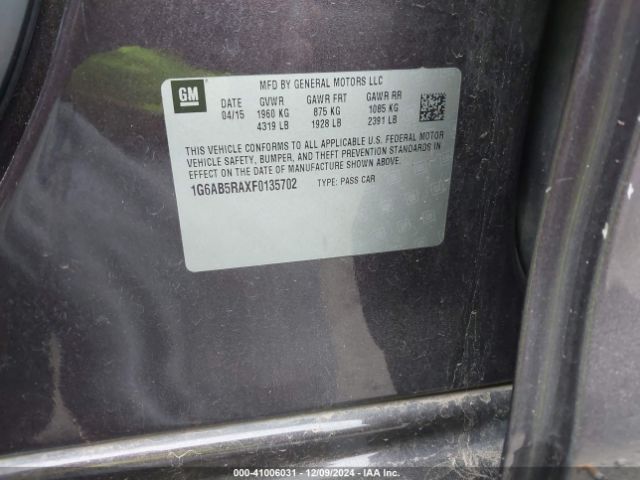 GM
MFD BY GENERAL MOTORS LLC
DATE GVWR GAWR FRT GAWR RR
04/15 1960 KG 875 KG 1085 KG
4319 LB 1928 LB 2391 LB
THIS VEHICLE CONFORMS TO ALL APPLICABLE U.S. FEDERAL MOTOR
VEHICLE SAFETY, BUMPER, AND THEFT PREVENTION STANDARDS IN
EFFECT ON THE DATE OF MANUFACTURE SHOWN ABOVE.
1G6AB5RAXF0135702 TYPE: PASS CAR
000-41006031 - 12/09/2024 - IAA Inc.